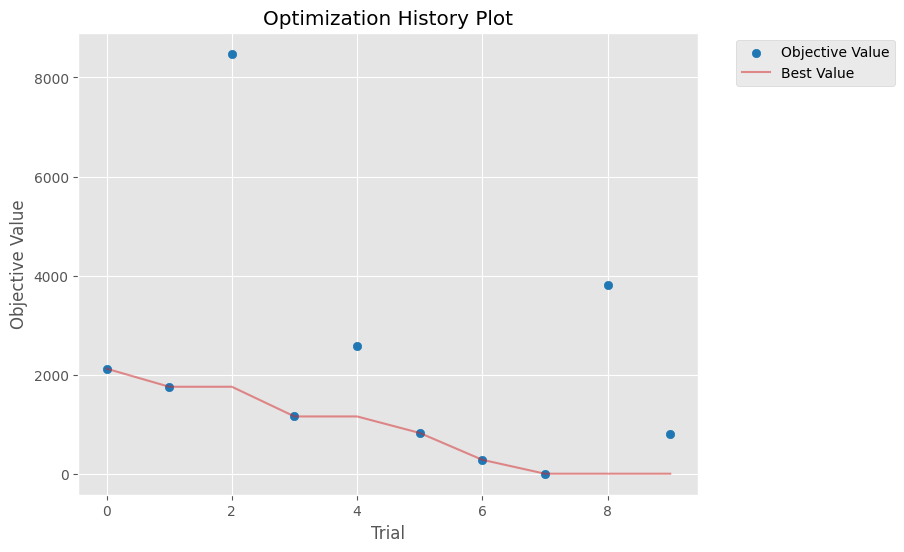 Optimization History Plot
Objective Value
Best Value
Objective Value
8000
6000
4000
2000
0
0 2 4 6 8
Trial